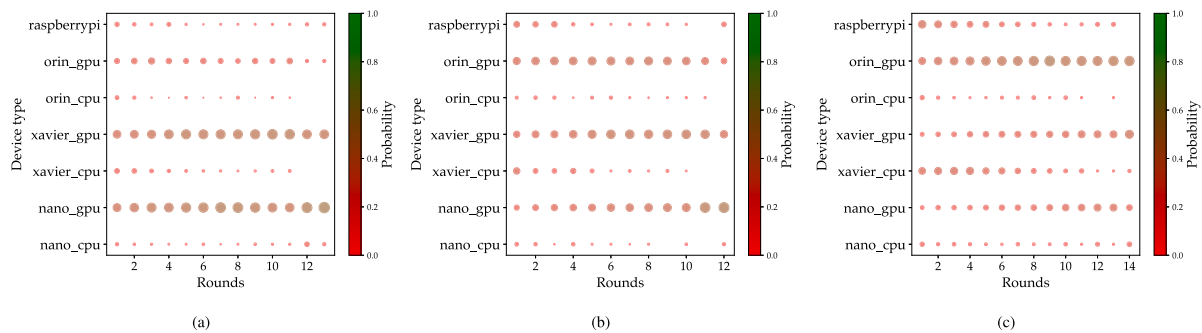 raspberrypi
orin_gpu
orin_cpu
xavier_gpu
xavier_cpu
nano_gpu
nano_cpu
Device type
2 4 6 8 10 12
Rounds
1.0
0.8
0.6
0.4
0.2
0.0
Probability
(a)
raspberrypi
orin_gpu
orin_cpu
xavier_gpu
xavier_cpu
nano_gpu
nano_cpu
Device type
2 4 6 8 10 12
Rounds
1.0
0.8
0.6
0.4
0.2
0.0
Probability
(b)
raspberrypi
orin_gpu
orin_cpu
xavier_gpu
xavier_cpu
nano_gpu
nano_cpu
Device type
2 4 6 8 10 12 14
Rounds
1.0
0.8
0.6
0.4
0.2
0.0
Probability
(c)